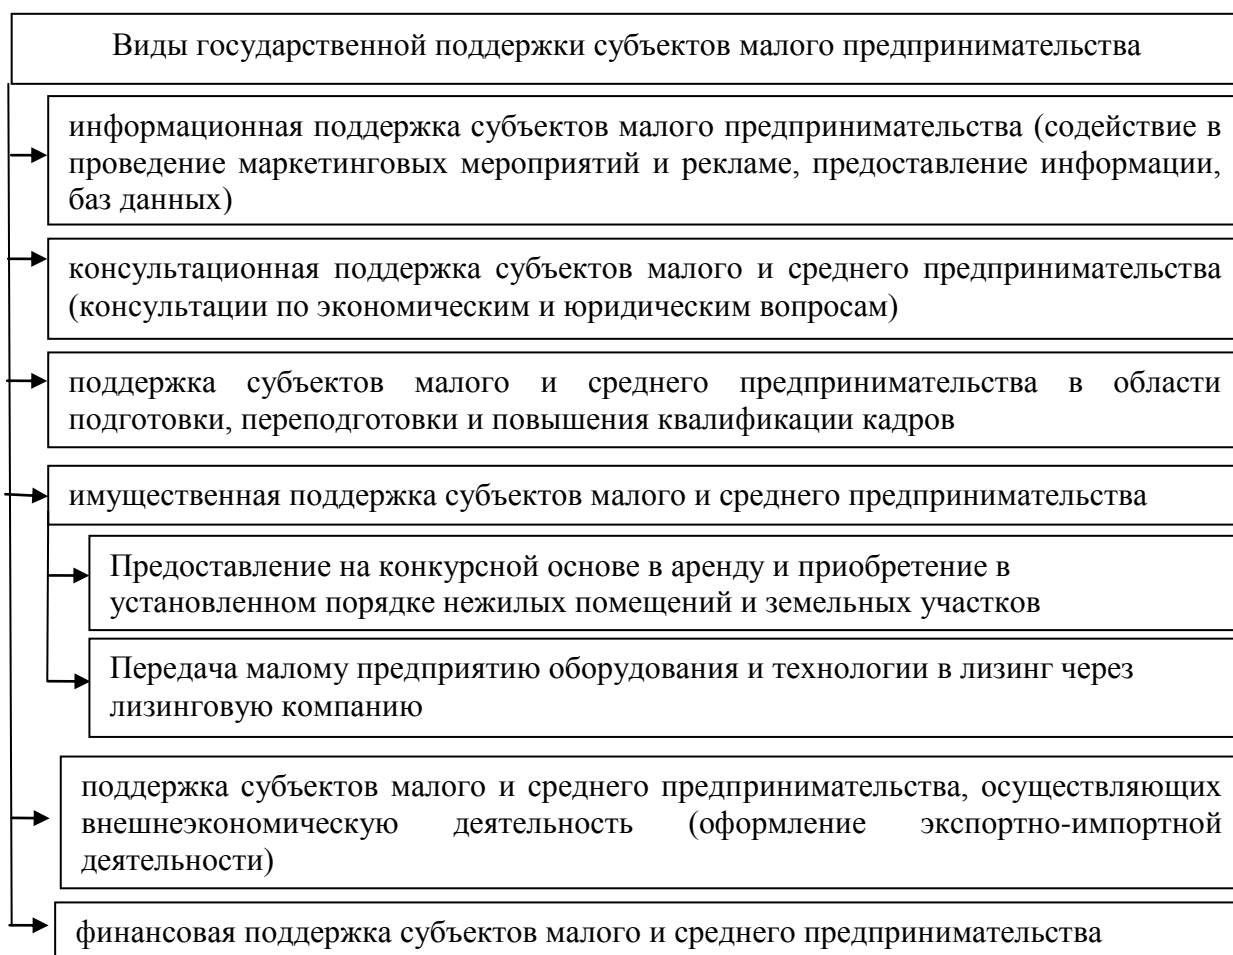 Виды государственной поддержки субъектов малого предпринимательства
информационная поддержка субъектов малого предпринимательства (содействие в
проведение маркетинговых мероприятий и рекламе, предоставление информации,
баз данных)
консультационная поддержка субъектов малого и среднего предпринимательства
(консультации по экономическим и юридическим вопросам)
поддержка субъектов малого и среднего предпринимательства в области
подготовки, переподготовки и повышения квалификации кадров
имущественная поддержка субъектов малого и среднего предпринимательства
Предоставление на конкурсной основе в аренду и приобретение в
установленном порядке нежилых помещений и земельных участков
Передача малому предприятию оборудования и технологии в лизинг через
лизинговую компанию
поддержка субъектов малого и среднего предпринимательства, осуществляющих
внешнеэкономическую деятельность (оформление экспортно-импортной
деятельности)
финансовая поддержка субъектов малого и среднего предпринимательства